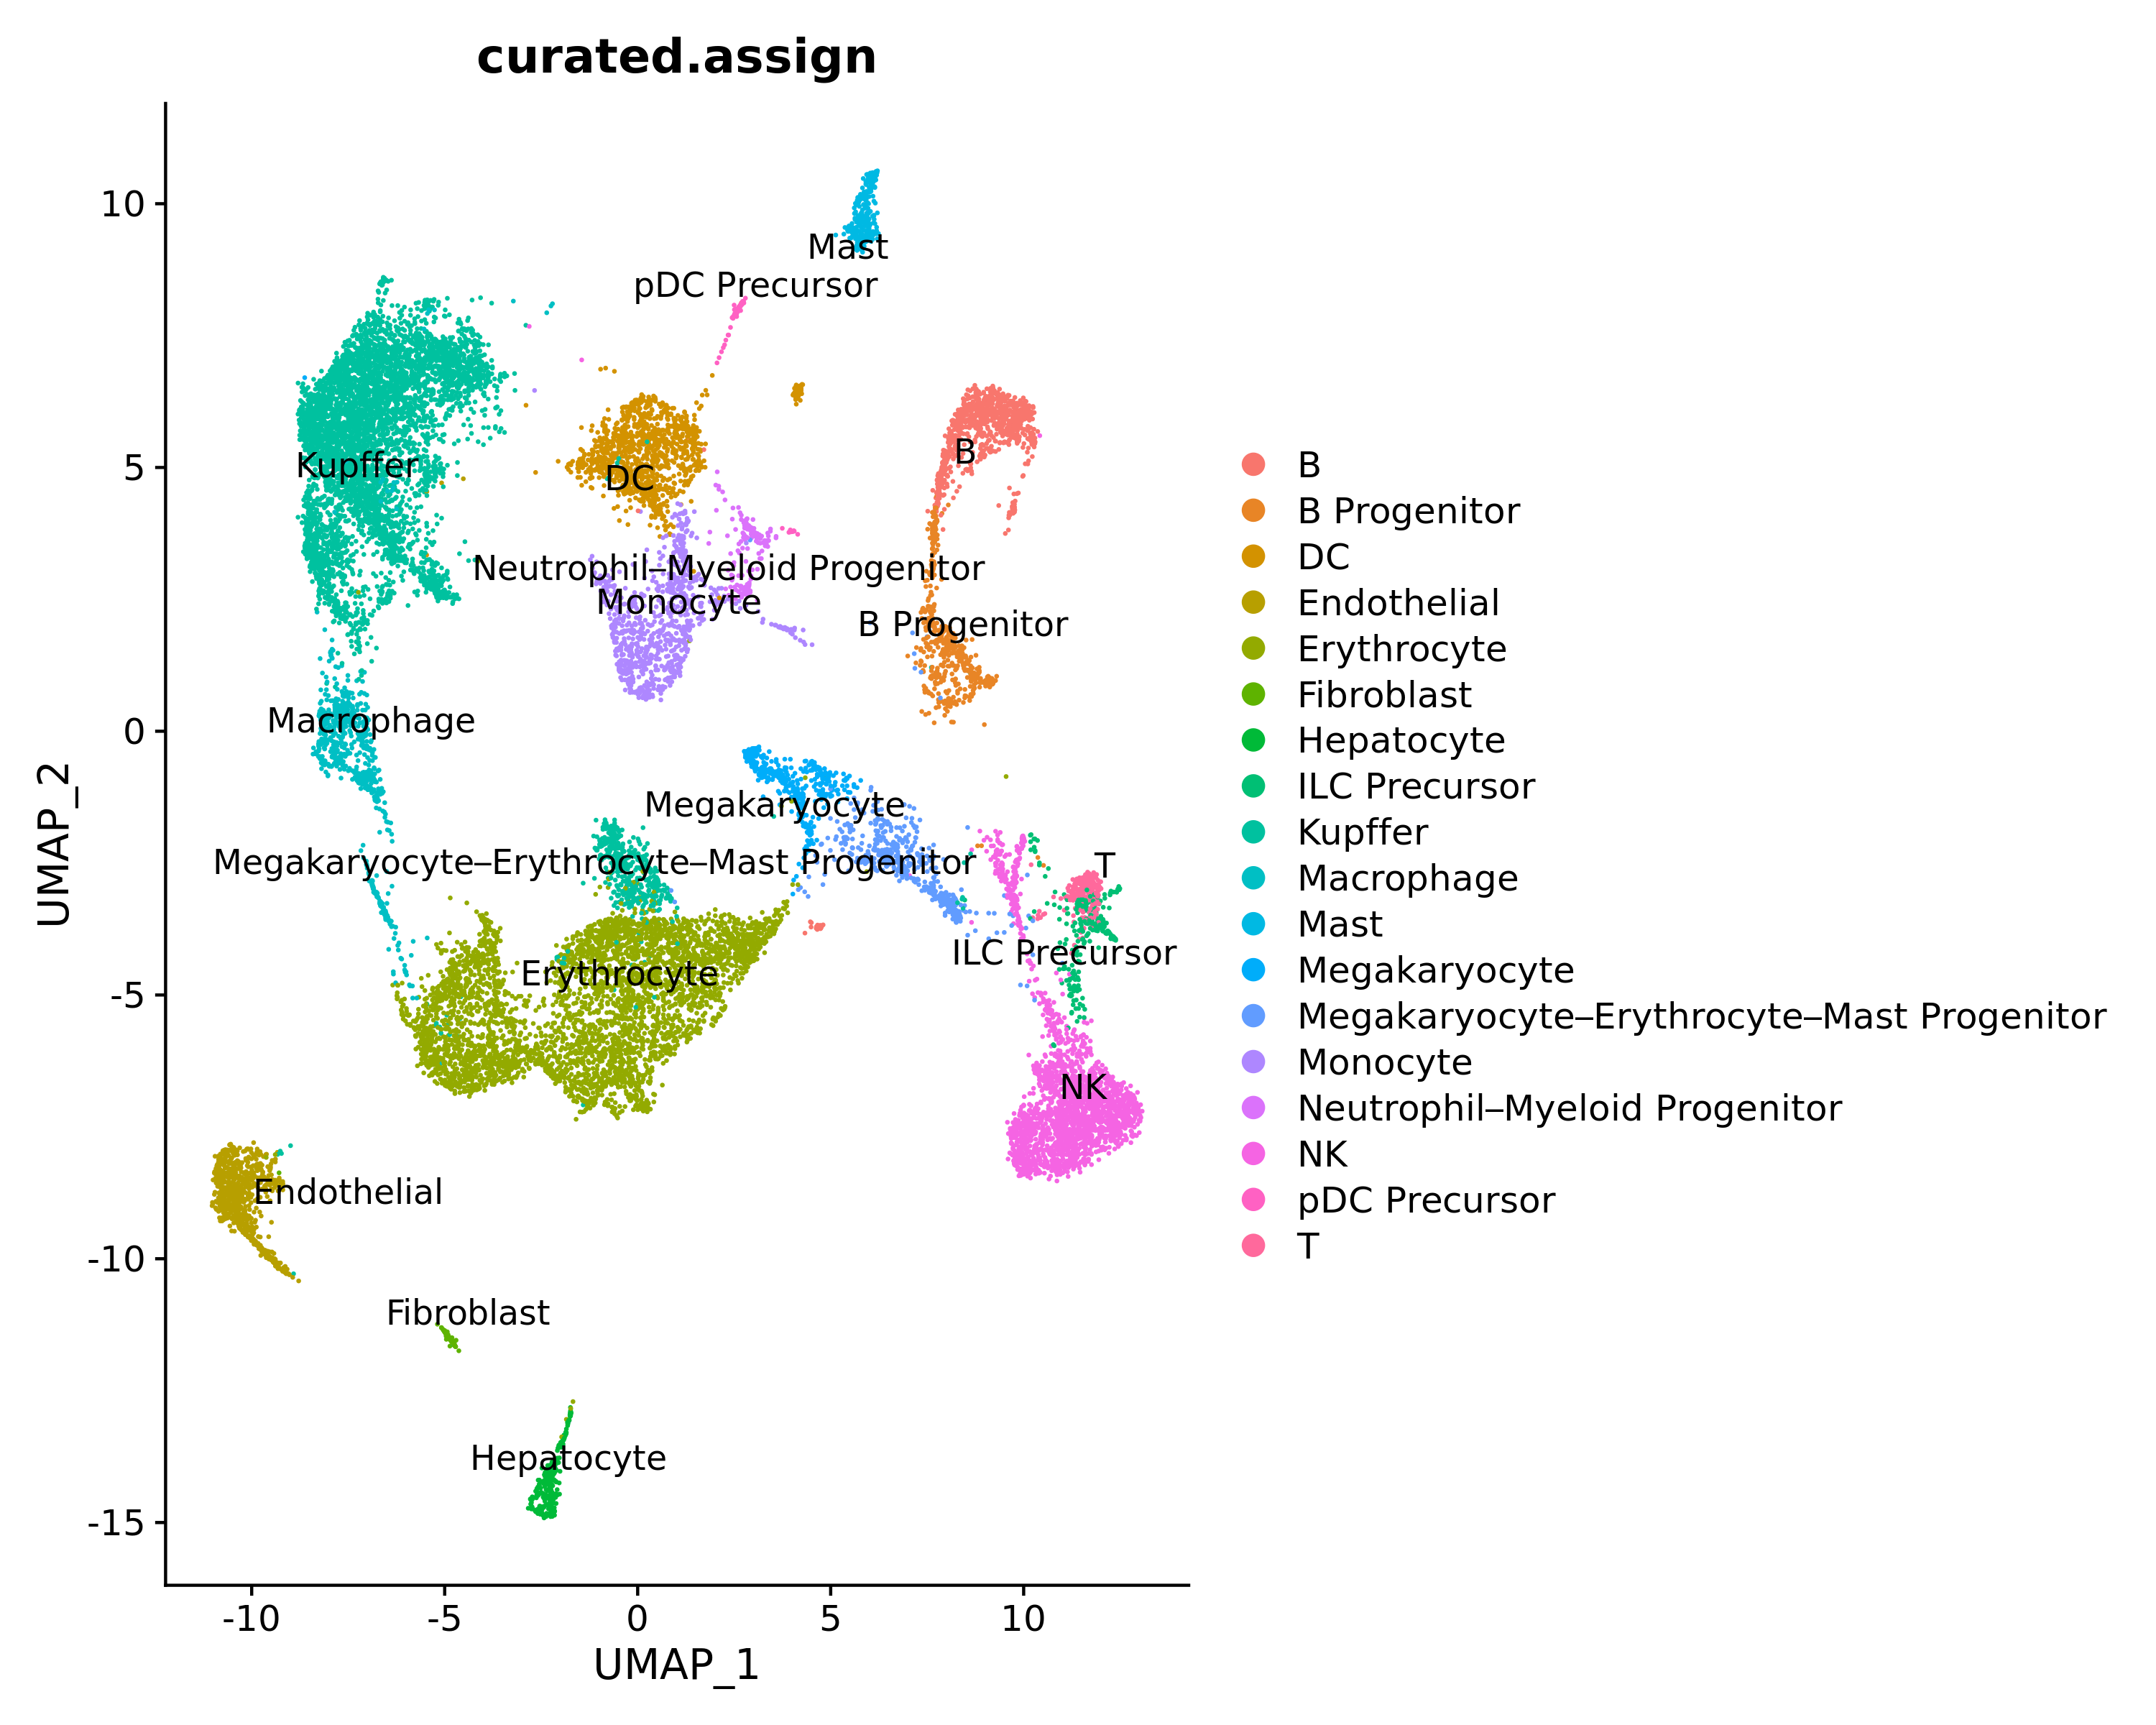 curated.assign
10
5
0
-5
-10
-15
UMAP_2
Mast
pDC Precursor
B
Kupffer
DC
Neutrophil–Myeloid Progenitor
Monocyte
B Progenitor
Macrophage
Megakaryocyte
Megakaryocyte–Erythrocyte–Mast Progenitor
T
ILC Precursor
Erythrocyte
NK
Endothelial
Fibroblast
Hepatocyte
-10
-5
0
5
10
UMAP_1
B
B Progenitor
DC
Endothelial
Erythrocyte
Fibroblast
Hepatocyte
ILC Precursor
Kupffer
Macrophage
Mast
Megakaryocyte
Megakaryocyte–Erythrocyte–Mast Progenitor
Monocyte
Neutrophil–Myeloid Progenitor
NK
pDC Precursor
T